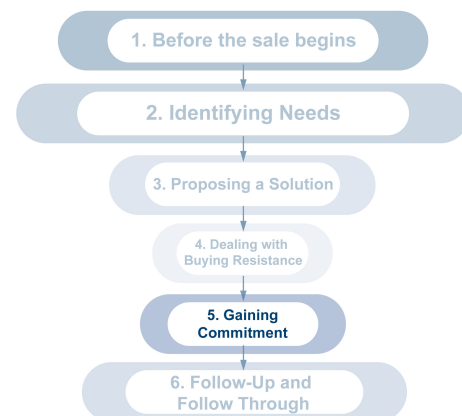 1. Before the sale begins
2. Identifying Needs
3. Proposing a Solution
4. Dealing with
Buying Resistance
5. Gaining
Commitment
6. Follow-Up and
Follow Through